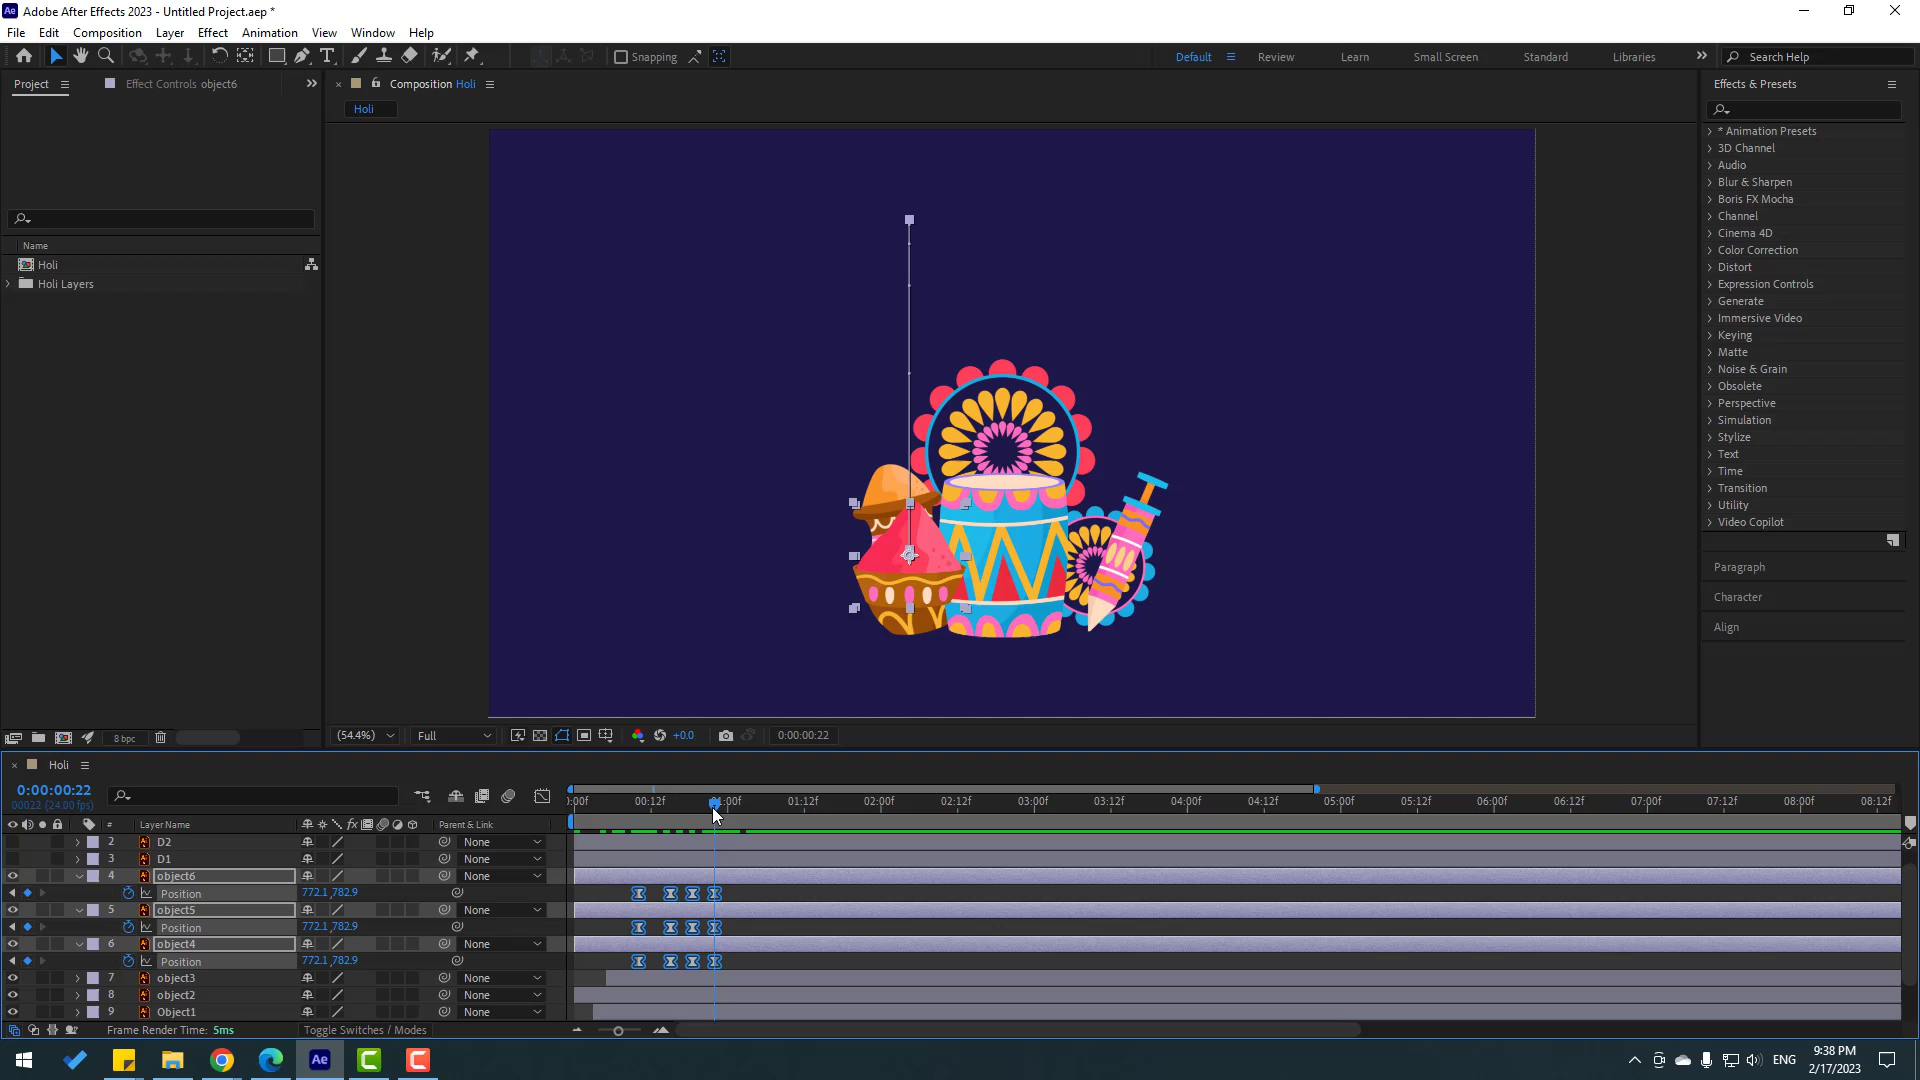 Adobe After Effects 2023 - Untitled Project.aep *
File Edit Composition Layer Effect Animation View Window Help
Snapping
Default Review Learn Small Screen Standard Libraries Search Help
Project Effect Controls object6
Composition Holi
Effects & Presets
Holi
* Animation Presets
3D Channel
Audio
Blur & Sharpen
Boris FX Mocha
Channel
Cinema 4D
Color Correction
Distort
Expression Controls
Generate
Immersive Video
Keying
Matte
Noise & Grain
Obsolete
Perspective
Simulation
Stylize
Text
Time
Transition
Utility
Video Copilot
Paragraph
Character
Align
Name
Holi
Holi Layers
8 bpc
(54.4%) Full +0.0 0:00:00:22
Holi
0:00:00:22
00022 (24.00 fps)
:00f 00:12f 01:00f 01:12f 02:00f 02:12f 03:00f 03:12f 04:00f 04:12f 05:00f 05:12f 06:00f 06:12f 07:00f 07:12f 08:00f 08:12f
# Layer Name fx Parent & Link
2 D2 None
3 D1 None
4 object6 None
Position 772.1,782.9
5 object5 None
Position 772.1,782.9
6 object4 None
Position 772.1,782.9
7 object3 None
8 object2 None
9 Object1 None
Frame Render Time: 5ms Toggle Switches / Modes
Ae
ENG
9:38 PM
2/17/2023